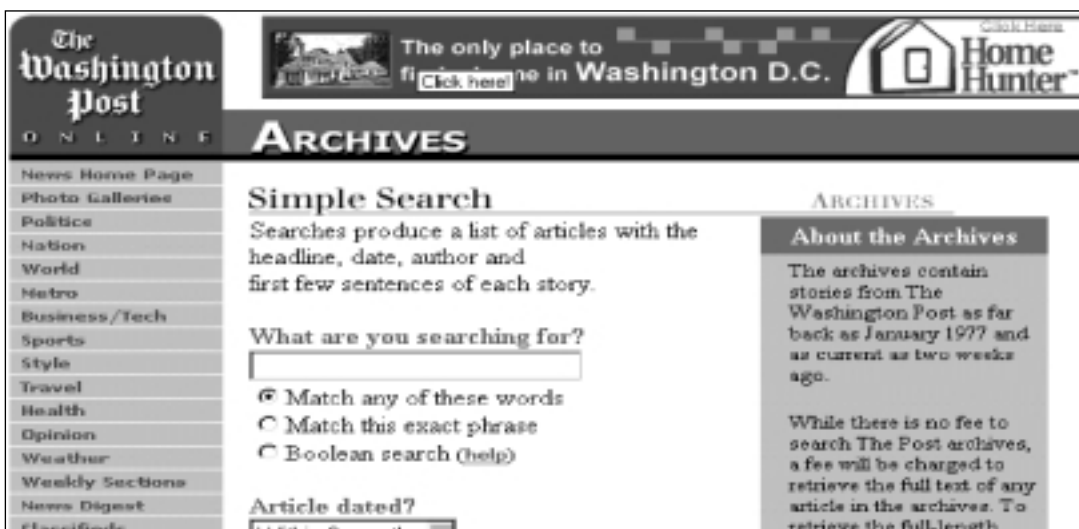 The
Washington
Post
ONLINE
The only place to
Click here!
in Washington D.C.
Click Here
Home
Hunter
ARCHIVES
News Home Page
Photo Galleries
Politics
Nation
World
Metro
Business/Tech
Sports
Style
Travel
Health
Opinion
Weather
Weekly Sections
News Digest
Classifieds
Simple Search
Searches produce a list of articles with the
headline, date, author and
first few sentences of each story.
What are you searching for?
Match any of these words
Match this exact phrase
Boolean search (help)
Article dated?
ARCHIVES
About the Archives
The archives contain
stories from The
Washington Post as far
back as January 1977 and
as current as two weeks
ago.
While there is no fee to
search The Post archives,
a fee will be charged to
retrieve the full text of any
article in the archives. To
retrieve the full-length